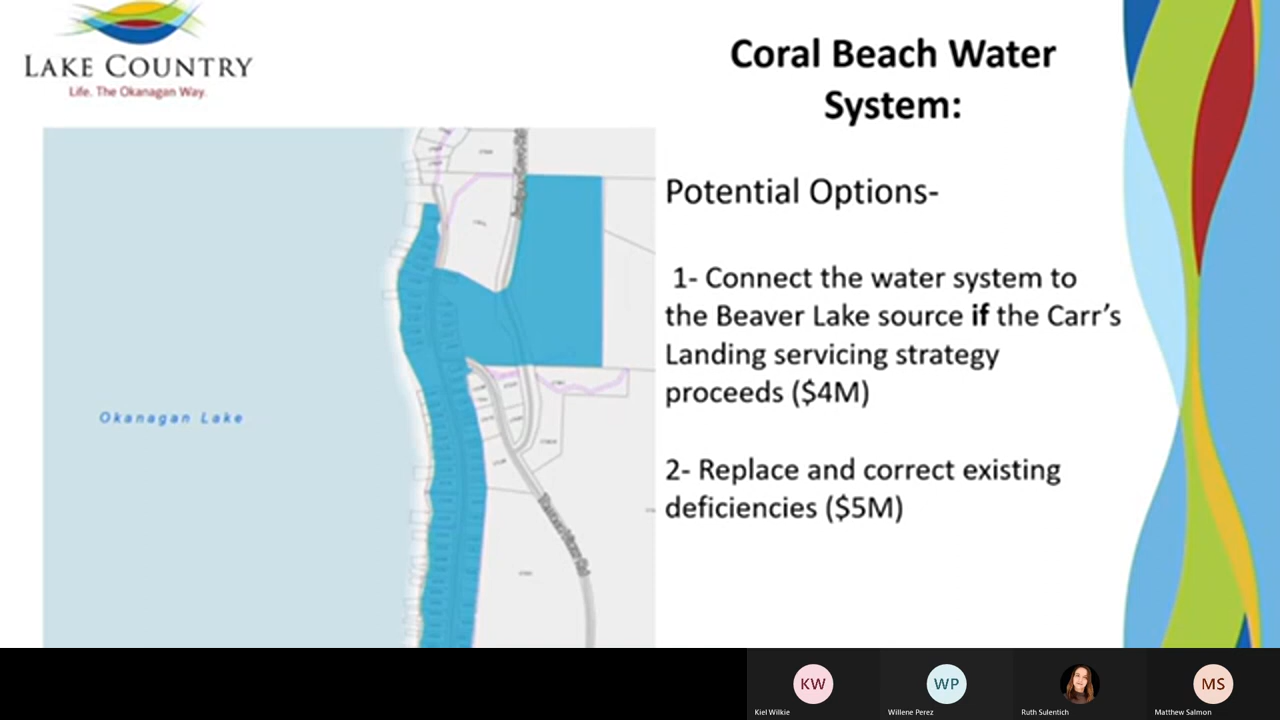 LAKE COUNTRY
Life. The Okanagan Way.
Coral Beach Water
System:
Potential Options-
1- Connect the water system to
the Beaver Lake source if the Carr's
Landing servicing strategy
proceeds ($4M)
2- Replace and correct existing
deficiencies ($5M)
Okanagan Lake
KW
WP
MS
Kiel Wilkie
Willene Perez
Ruth Sulentich
Matthew Salmon